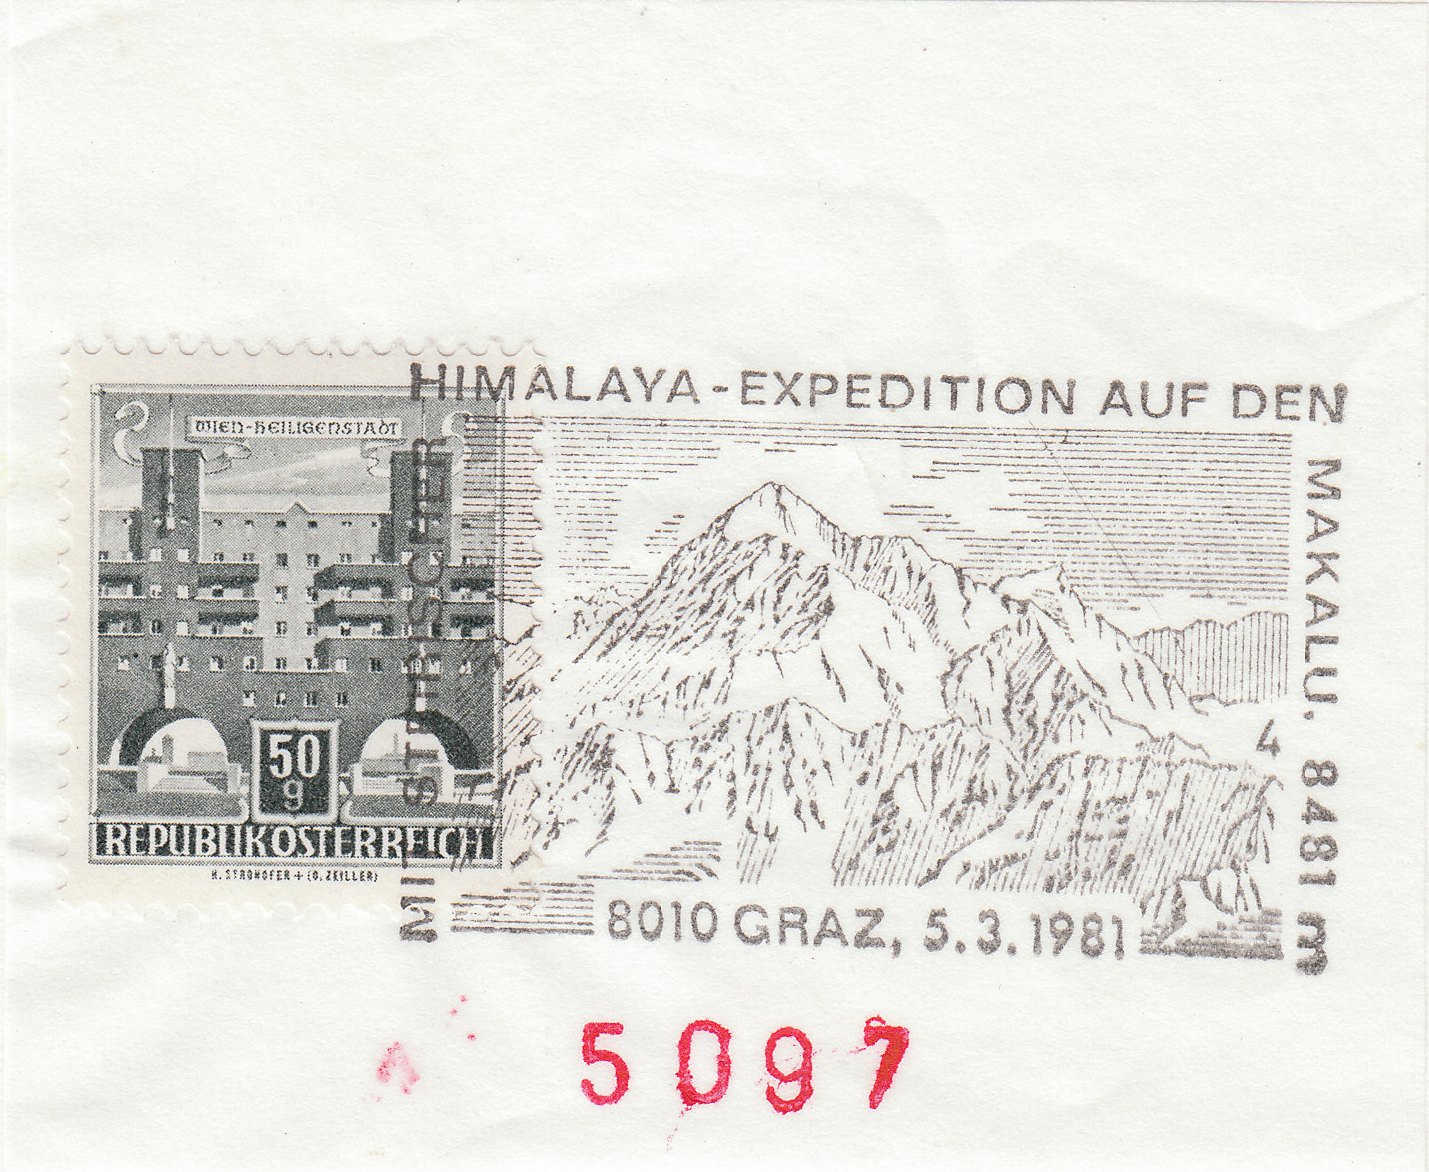 WIEN-HEILIGENSTADT
50
g
REPUBLIK ÖSTERREICH
H. STROHOFER + (O. ZEILLER)
HIMALAYA-EXPEDITION AUF DEN
MAKALU. 8481 m
4
8010 GRAZ, 5.3.1981
5097